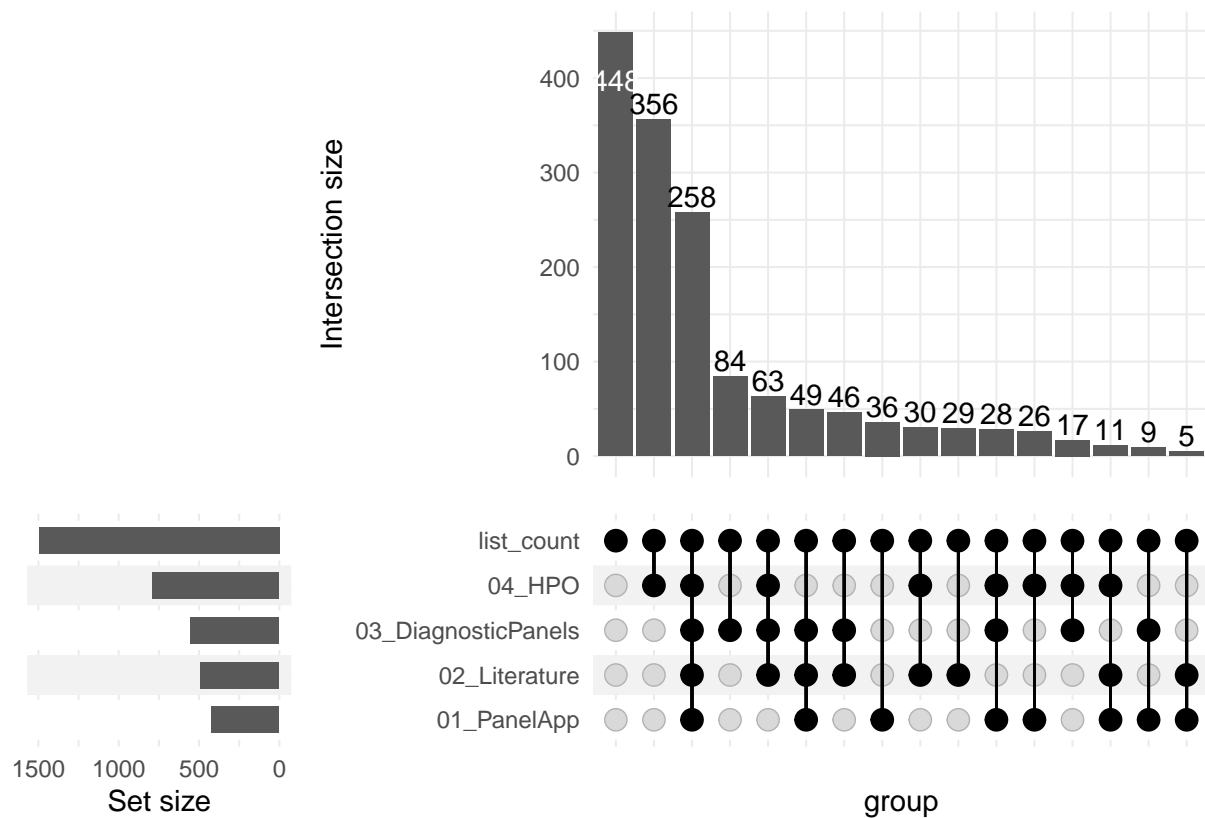 Intersection size
400
300
200
100
0
448
356
258
84
63
49
46
36
30
29
28
26
17
11
9
5
list_count
04_HPO
03_DiagnosticPanels
02_Literature
01_PanelApp
1500 1000 500 0
Set size
group